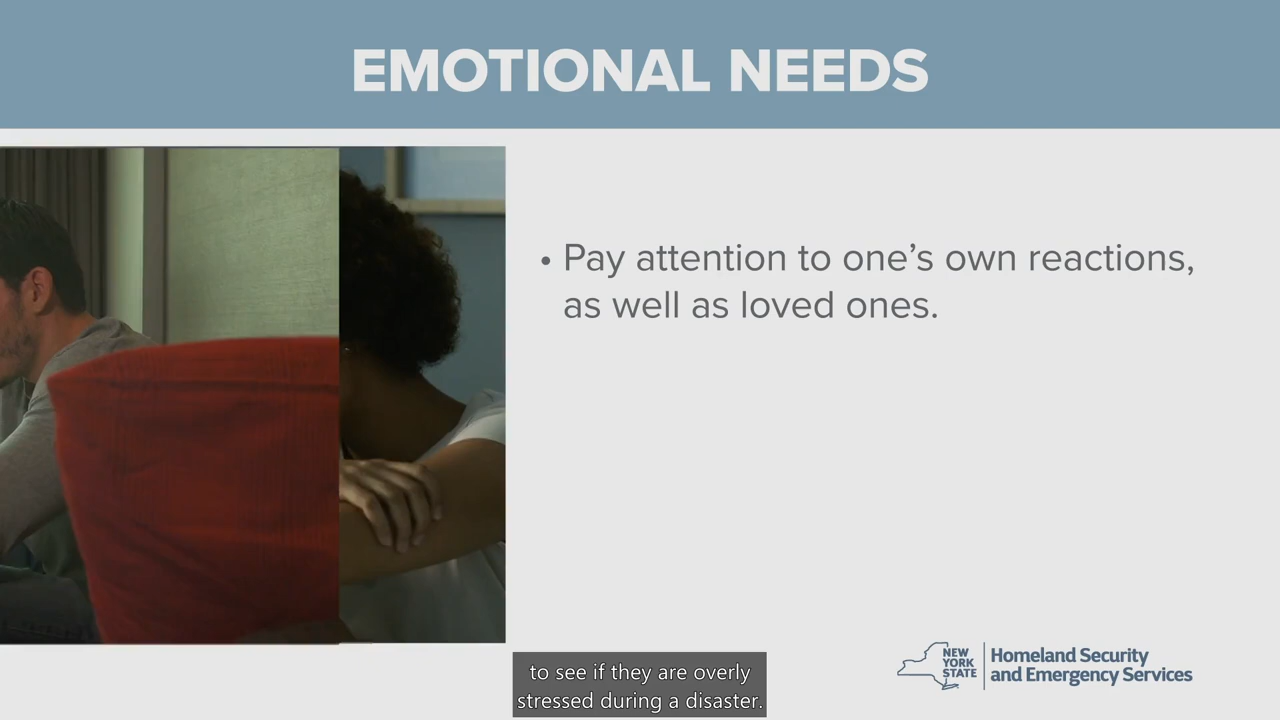 EMOTIONAL NEEDS
• Pay attention to one’s own reactions,
as well as loved ones.
NEW
YORK
STATE
Homeland Security
and Emergency Services
to see if they are overly
stressed during a disaster.